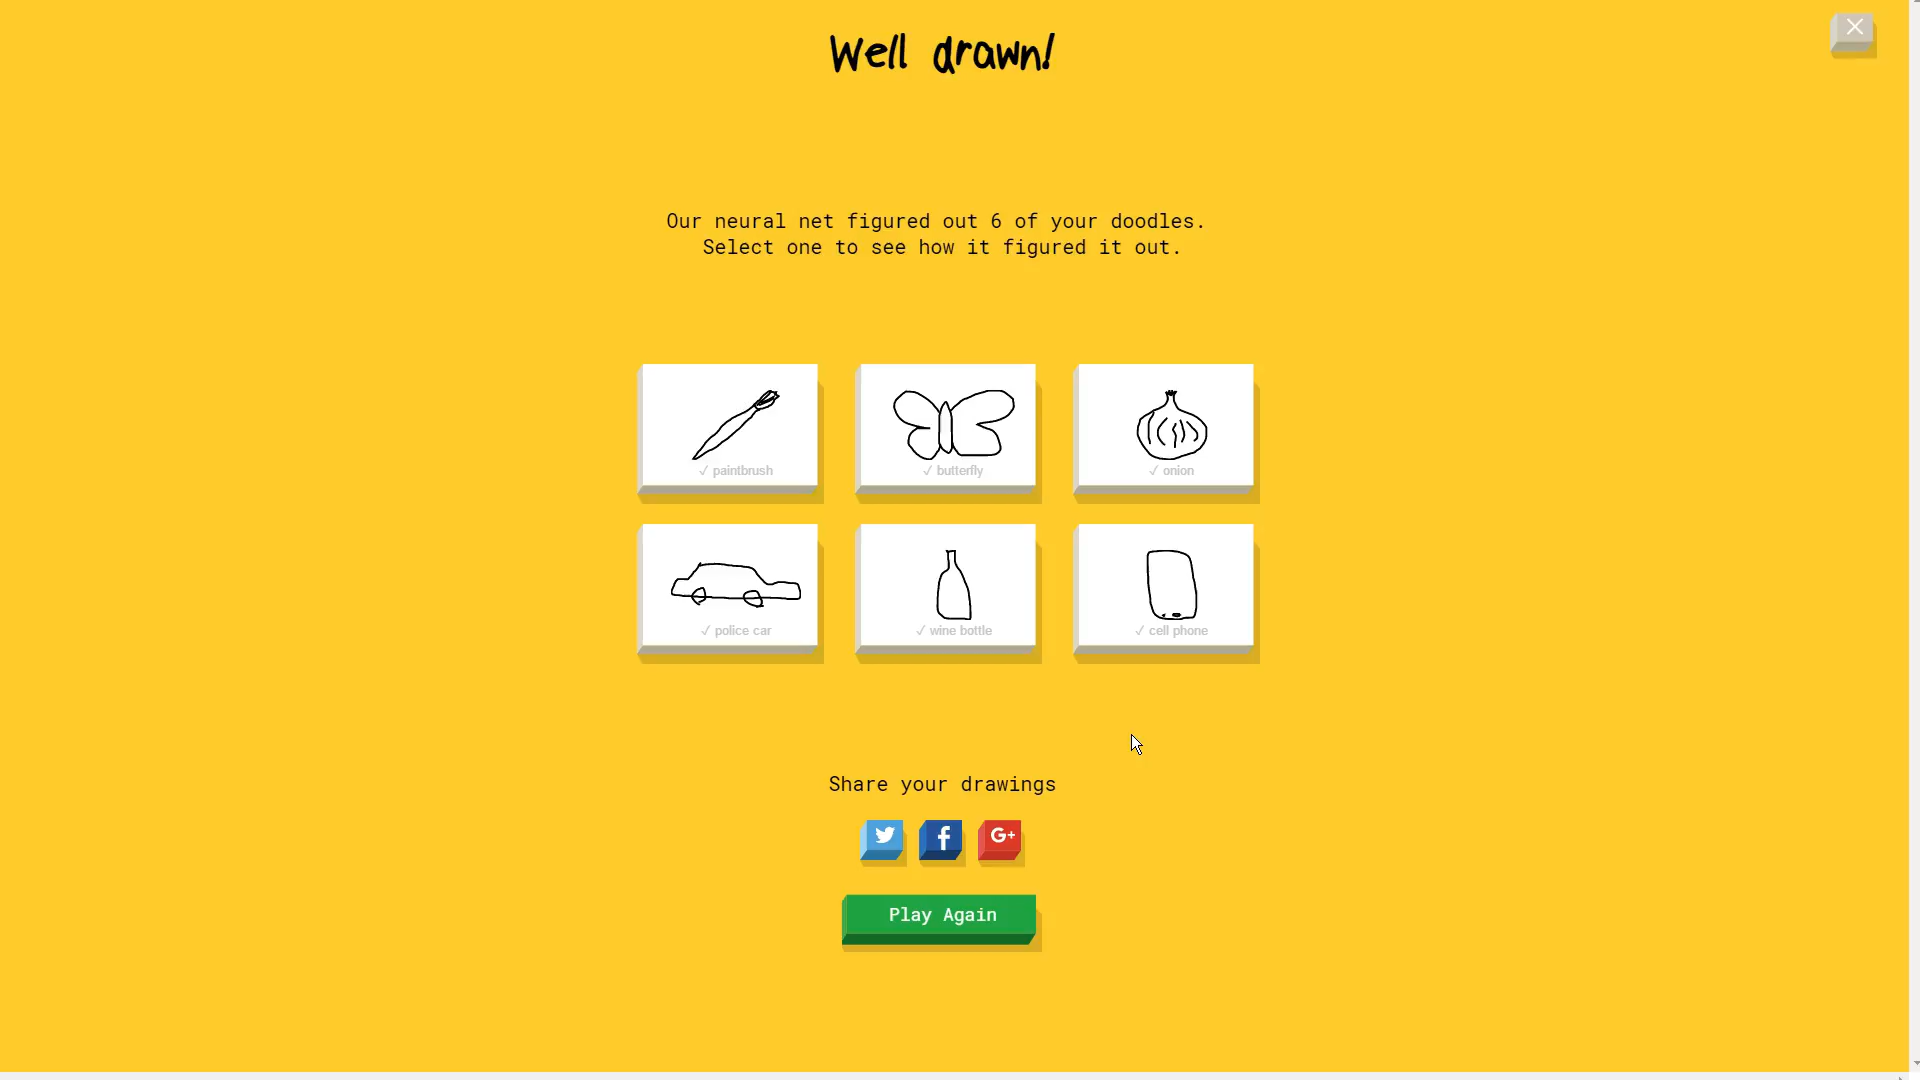 Well drawn!
Our neural net figured out 6 of your doodles.
Select one to see how it figured it out.
✓ paintbrush
✓ butterfly
✓ onion
✓ police car
✓ wine bottle
✓ cell phone
Share your drawings
f
G+
Play Again